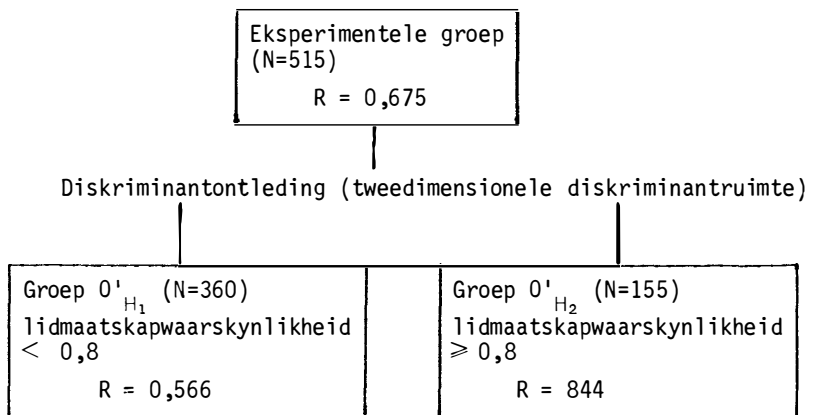 Eksperimentele groep
(N=515)
R = 0,675
Diskriminantontleding (tweedimensionele diskriminantruimte)
Groep O'H₁ (N=360)
lidmaatskapwaarskynlikheid
< 0,8
R = 0,566
Groep O'H₂ (N=155)
lidmaatskapwaarskynlikheid
⩾ 0,8
R = 844